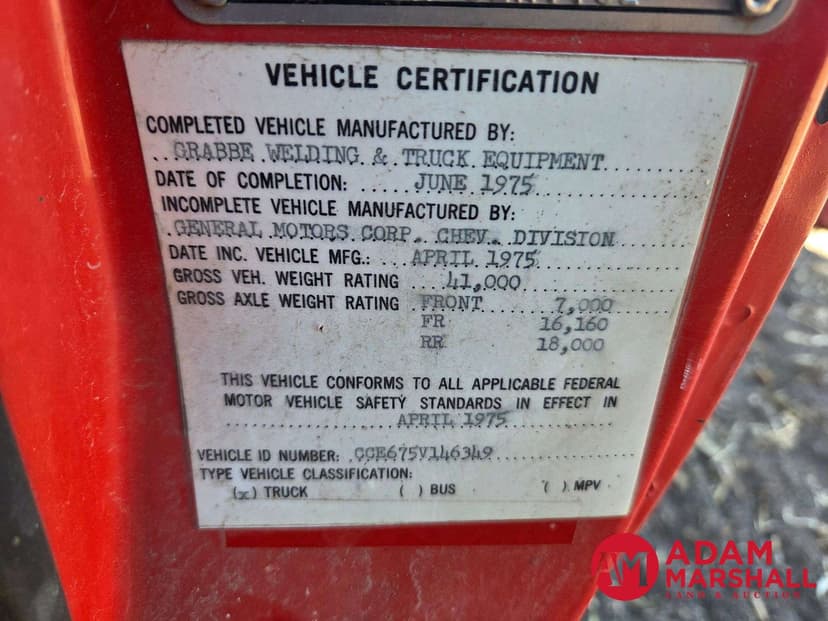 VEHICLE CERTIFICATION
COMPLETED VEHICLE MANUFACTURED BY:
..GRABBE WELDING & TRUCK EQUIPMENT
DATE OF COMPLETION: ..... JUNE 1975
INCOMPLETE VEHICLE MANUFACTURED BY:
.GENERAL MOTORS CORP. CHEV. DIVISION
DATE INC. VEHICLE MFG.: ...APRIL 1975
GROSS VEH. WEIGHT RATING ... 41,000
GROSS AXLE WEIGHT RATING .FRONT 7,000
FR 16,160
RR 18,000
THIS VEHICLE CONFORMS TO ALL APPLICABLE FEDERAL
MOTOR VEHICLE SAFETY STANDARDS IN EFFECT IN
APRIL 1975
VEHICLE ID NUMBER: .CCE675V146349
TYPE VEHICLE CLASSIFICATION:
(x) TRUCK ( ) BUS ( ) MPV
AM ADAM
MARSHALL
LAND & AUCTION